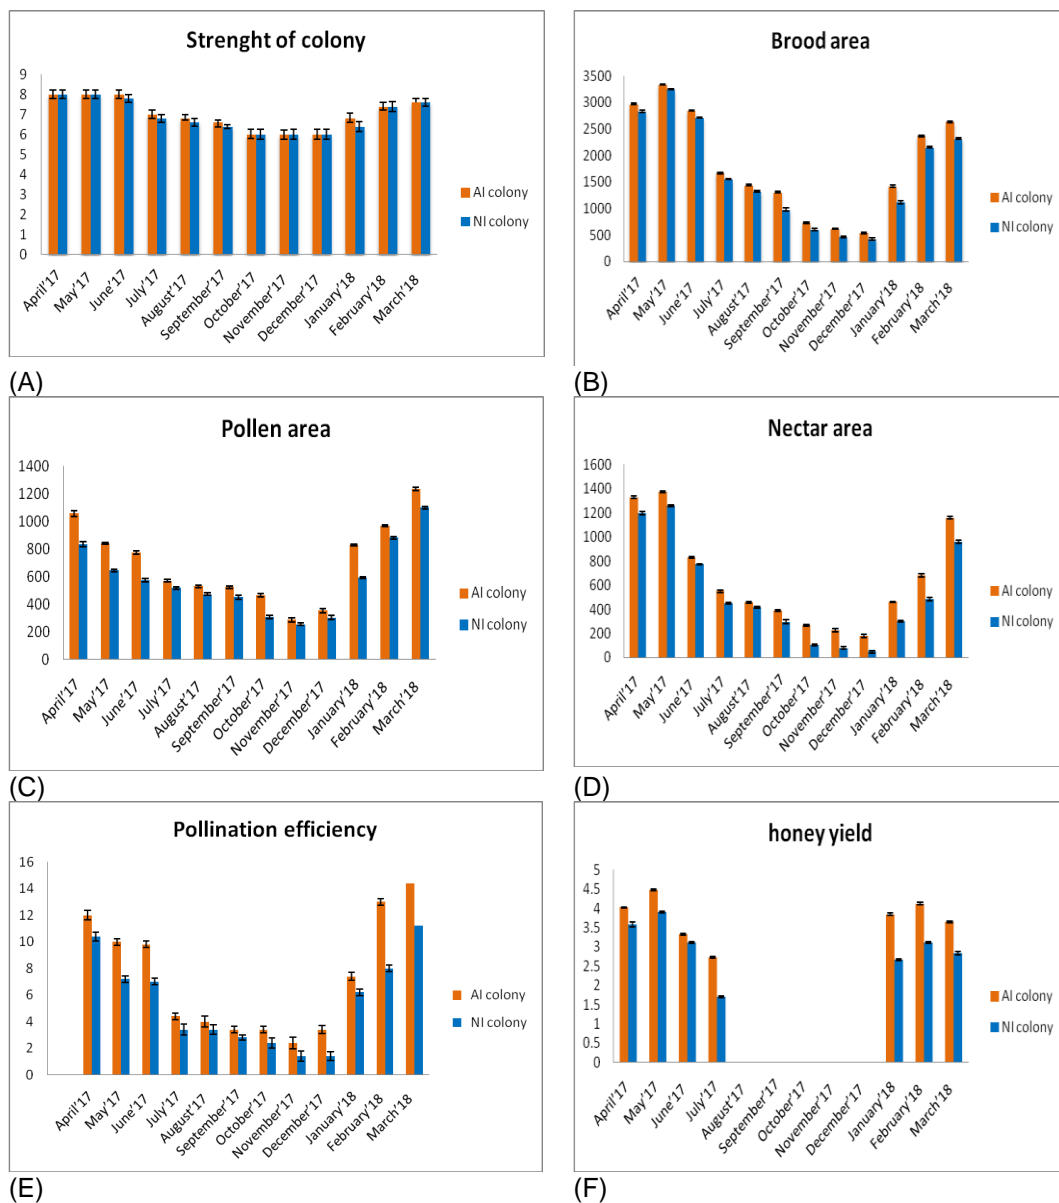 Strenght of colony
9
8
7
6
5
4
3
2
1
0
April'17
May'17
June'17
July'17
August'17
September'17
October'17
November'17
December'17
January'18
February'18
March'18
AI colony
NI colony
(A)
Brood area
3500
3000
2500
2000
1500
1000
500
0
April'17
May'17
June'17
July'17
August'17
September'17
October'17
November'17
December'17
January'18
February'18
March'18
AI colony
NI colony
(B)
Pollen area
1400
1200
1000
800
600
400
200
0
April'17
May'17
June'17
July'17
August'17
September'17
October'17
November'17
December'17
January'18
February'18
March'18
AI colony
NI colony
(C)
Nectar area
1600
1400
1200
1000
800
600
400
200
0
April'17
May'17
June'17
July'17
August'17
September'17
October'17
November'17
December'17
January'18
February'18
March'18
AI colony
NI colony
(D)
Pollination efficiency
16
14
12
10
8
6
4
2
0
April'17
May'17
June'17
July'17
August'17
September'17
October'17
November'17
December'17
January'18
February'18
March'18
AI colony
NI colony
(E)
honey yield
5
4.5
4
3.5
3
2.5
2
1.5
1
0.5
0
April'17
May'17
June'17
July'17
August'17
September'17
October'17
November'17
December'17
January'18
February'18
March'18
AI colony
NI colony
(F)